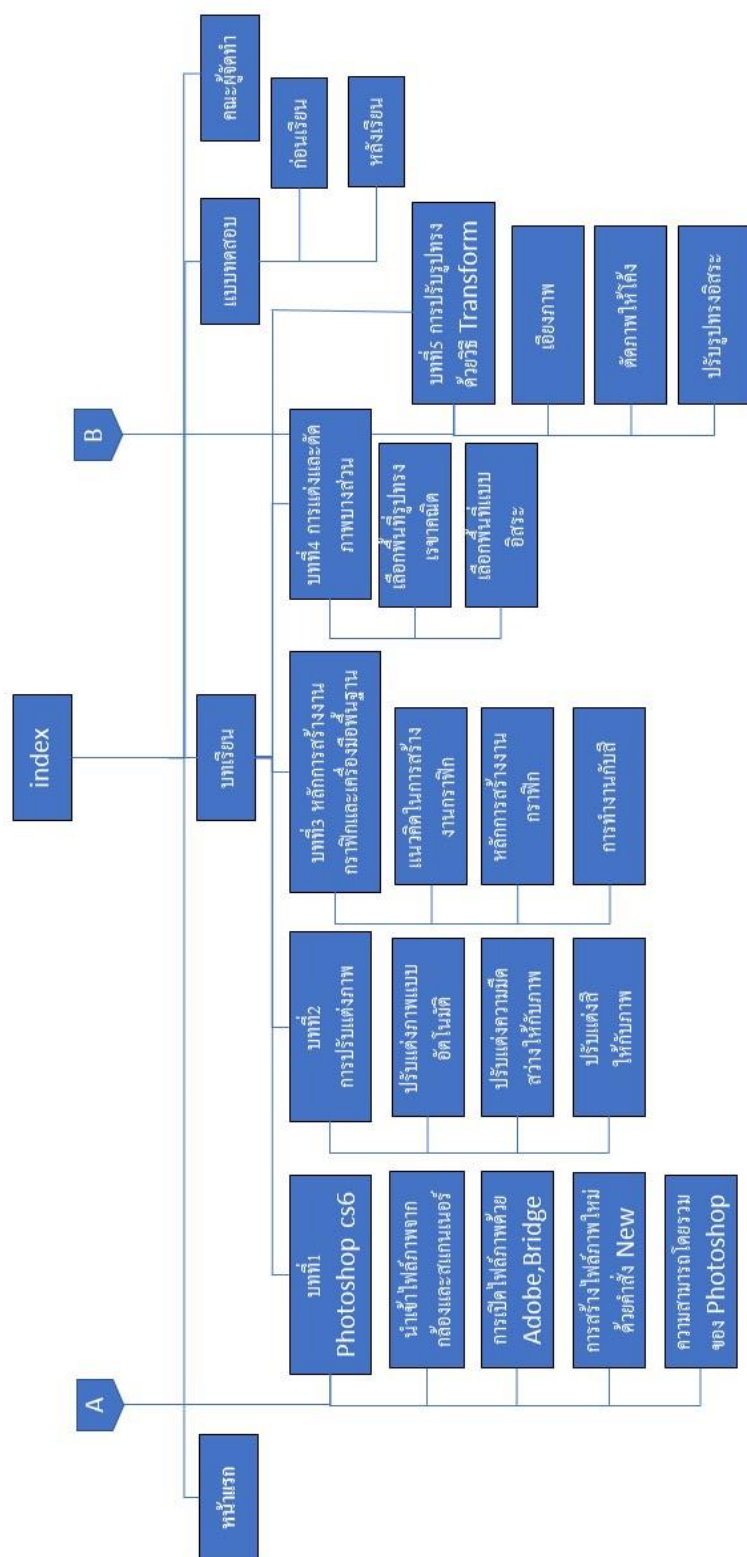 index
A
B
หน้าแรก
บทเรียน
แบบทดสอบ
คณะผู้จัดทำ
ก่อนเรียน
หลังเรียน
บทที่1
Photoshop cs6
นำเข้าไฟล์ภาพจาก
กล้องและสแกนเนอร์
การเปิดไฟล์ภาพด้วย
Adobe,Bridge
การสร้างไฟล์ภาพใหม่
ด้วยคำสั่ง New
ความสามารถโดยรวม
ของ Photoshop
บทที่2
การปรับแต่งภาพ
ปรับแต่งภาพแบบ
อัตโนมัติ
ปรับแต่งความมืด
สว่างให้กับภาพ
ปรับแต่งสี
ให้กับภาพ
บทที่3 หลักการสร้างงาน
กราฟิกและเครื่องมือพื้นฐาน
แนวคิดในการสร้าง
งานกราฟิก
หลักการสร้างงาน
กราฟิก
การทำงานกับสี
บทที่4 การแต่งและตัด
ภาพบางส่วน
เลือกพื้นที่รูปทรง
เรขาคณิต
เลือกพื้นที่แบบ
อิสระ
บทที่5 การปรับรูปทรง
ด้วยวิธี Transform
เอียงภาพ
ดัดภาพให้โค้ง
ปรับรูปทรงอิสระ